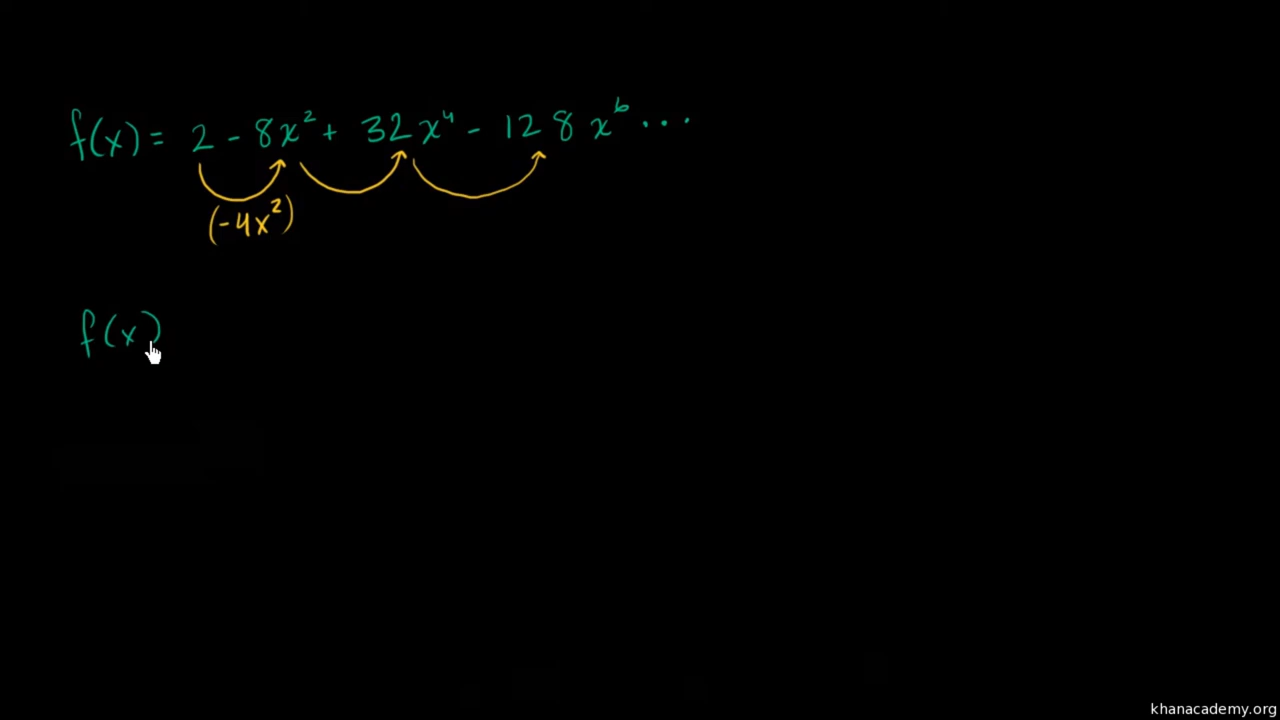 f(x) = 2 - 8x² + 32x⁴ - 128x⁶...
(-4x²)
f(x)
khanacademy.org